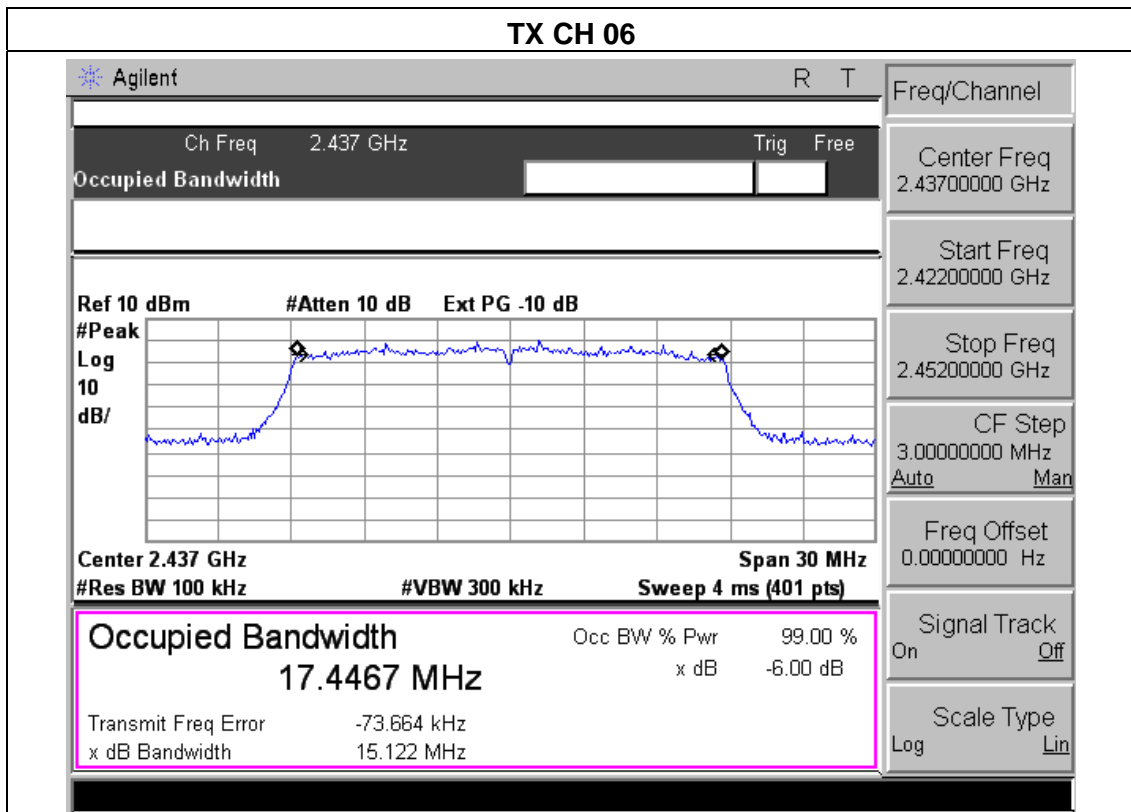 TX CH 06
Agilent R T
Ch Freq 2.437 GHz Trig Free
Occupied Bandwidth
Ref 10 dBm #Atten 10 dB Ext PG -10 dB
#Peak
Log
10
dB/
Center 2.437 GHz Span 30 MHz
#Res BW 100 kHz #VBW 300 kHz Sweep 4 ms (401 pts)
Occupied Bandwidth Occ BW % Pwr 99.00 %
17.4467 MHz x dB -6.00 dB
Transmit Freq Error -73.664 kHz
x dB Bandwidth 15.122 MHz
Freq/Channel
Center Freq
2.43700000 GHz
Start Freq
2.42200000 GHz
Stop Freq
2.45200000 GHz
CF Step
3.00000000 MHz
Auto Man
Freq Offset
0.00000000 Hz
Signal Track
On Off
Scale Type
Log Lin